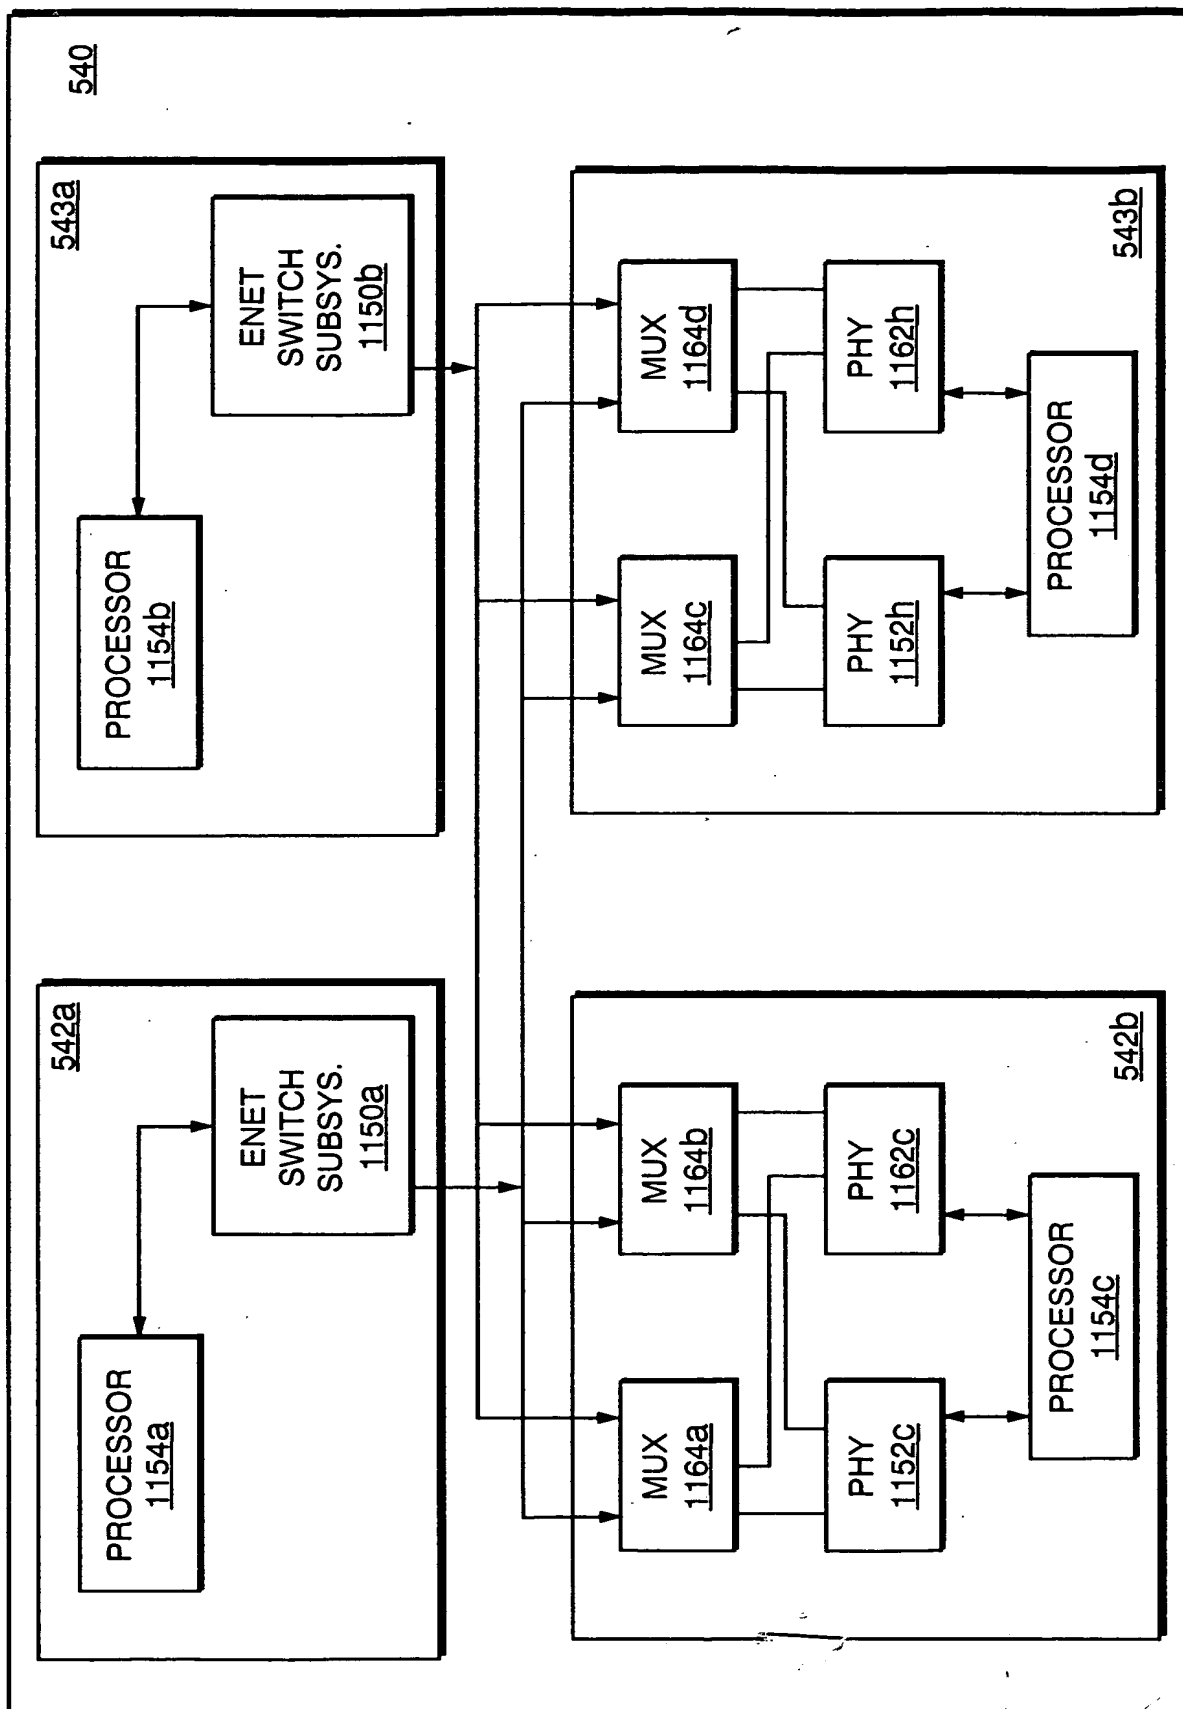 540
542a
PROCESSOR
1154a
ENET
SWITCH
SUBSYS.
1150a
543a
PROCESSOR
1154b
ENET
SWITCH
SUBSYS.
1150b
MUX
1164a
MUX
1164b
PHY
1152c
PHY
1162c
PROCESSOR
1154c
542b
MUX
1164c
MUX
1164d
PHY
1152h
PHY
1162h
PROCESSOR
1154d
543b